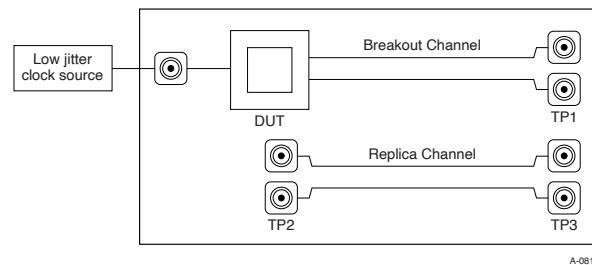 Low jitter
clock source
Breakout Channel
DUT
TP1
Replica Channel
TP2
TP3
A-081